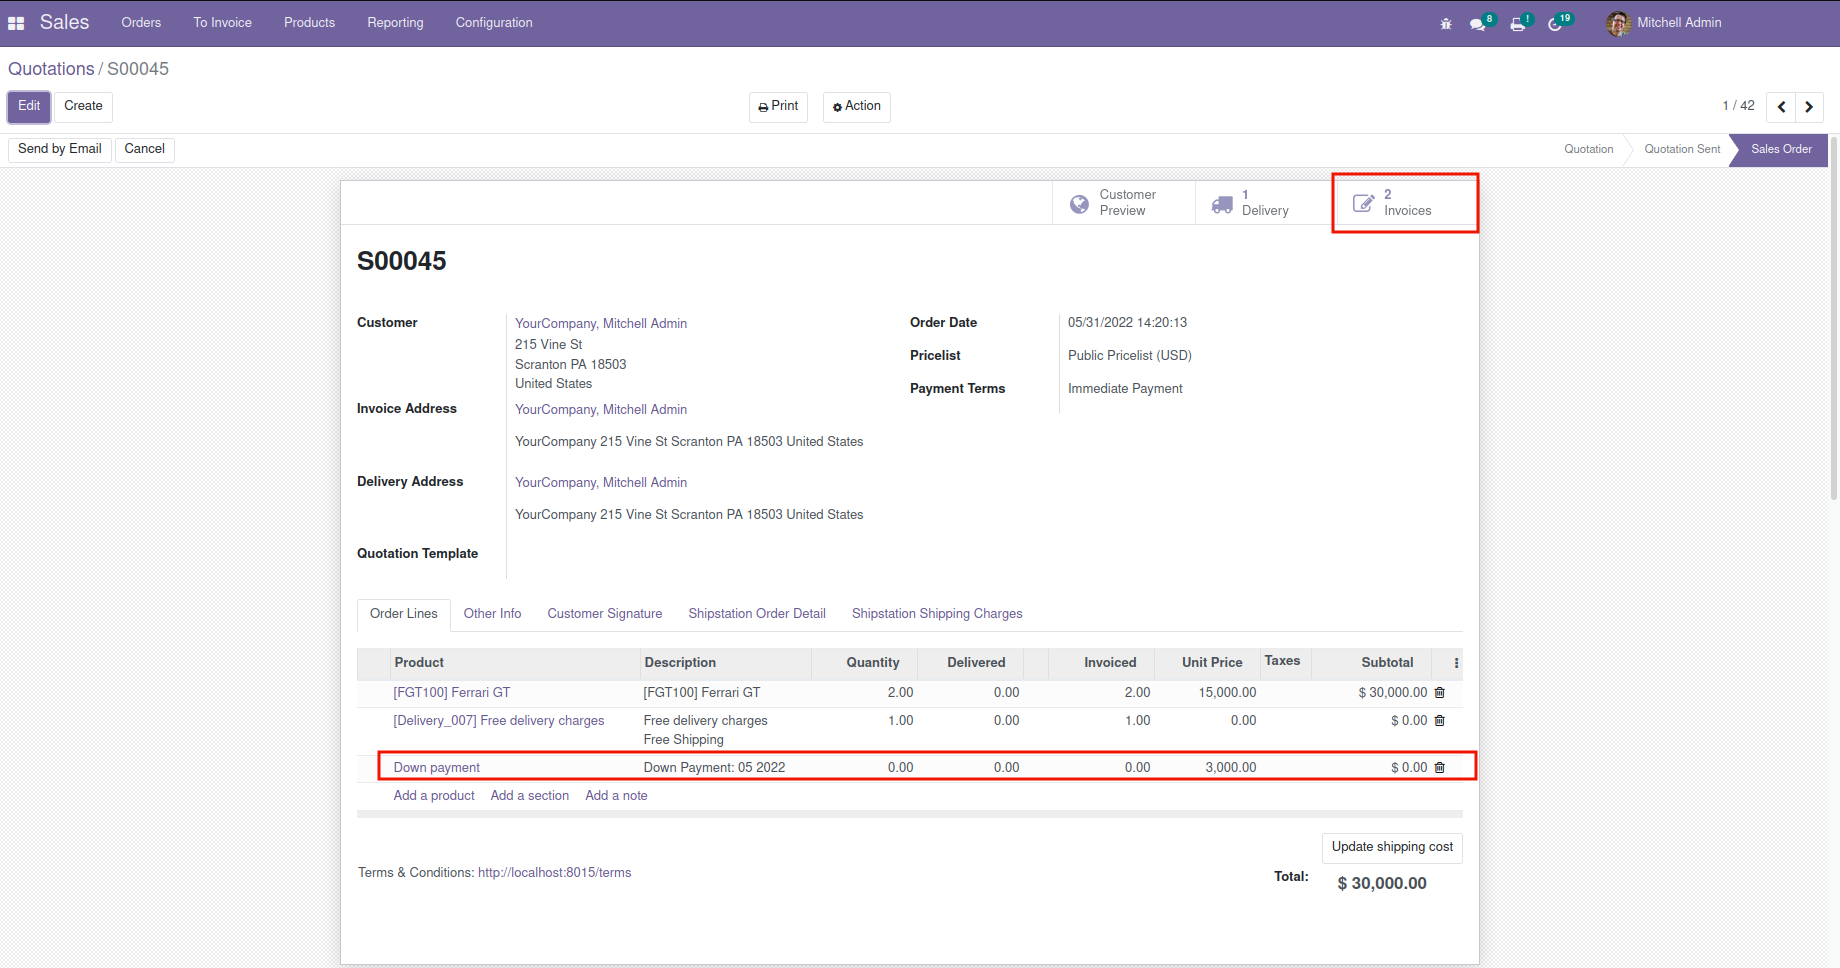 Sales Orders To Invoice Products Reporting Configuration 8 ! 19 Mitchell Admin
Quotations / S00045
Edit Create Print Action 1 / 42
Send by Email Cancel Quotation Quotation Sent Sales Order
Customer Preview 1 Delivery 2 Invoices
S00045
Customer YourCompany, Mitchell Admin Order Date 05/31/2022 14:20:13
215 Vine St
Scranton PA 18503 Pricelist Public Pricelist (USD)
United States Payment Terms Immediate Payment
Invoice Address YourCompany, Mitchell Admin
YourCompany 215 Vine St Scranton PA 18503 United States
Delivery Address YourCompany, Mitchell Admin
YourCompany 215 Vine St Scranton PA 18503 United States
Quotation Template
Order Lines Other Info Customer Signature Shipstation Order Detail Shipstation Shipping Charges
Product Description Quantity Delivered Invoiced Unit Price Taxes Subtotal
[FGT100] Ferrari GT [FGT100] Ferrari GT 2.00 0.00 2.00 15,000.00 $ 30,000.00
[Delivery_007] Free delivery charges Free delivery charges 1.00 0.00 1.00 0.00 $ 0.00
Free Shipping
Down payment Down Payment: 05 2022 0.00 0.00 0.00 3,000.00 $ 0.00
Add a product Add a section Add a note
Update shipping cost
Terms & Conditions: http://localhost:8015/terms
Total: $ 30,000.00